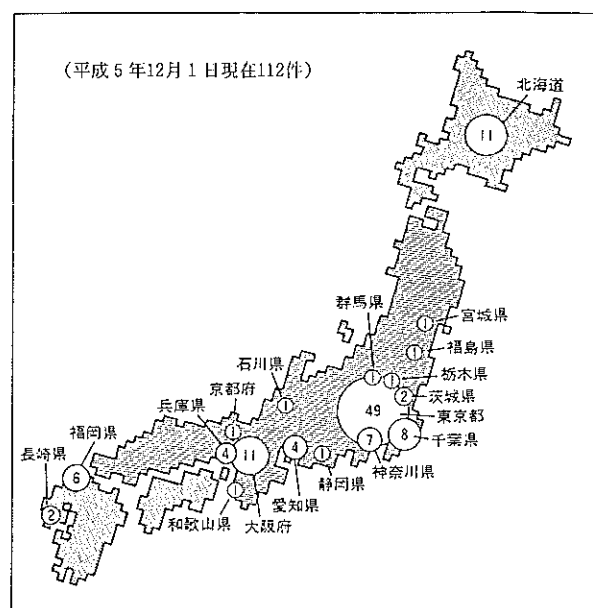 (平成5年12月1日現在112件)
北海道
11
群馬県
宮城県
1
石川県
1
福島県
京都府
1
1
栃木県
兵庫県
1
2
茨城県
福岡県
1
49
東京都
長崎県
4
11
4
7
8
千葉県
6
1
神奈川県
2
1
静岡県
愛知県
和歌山県
大阪府